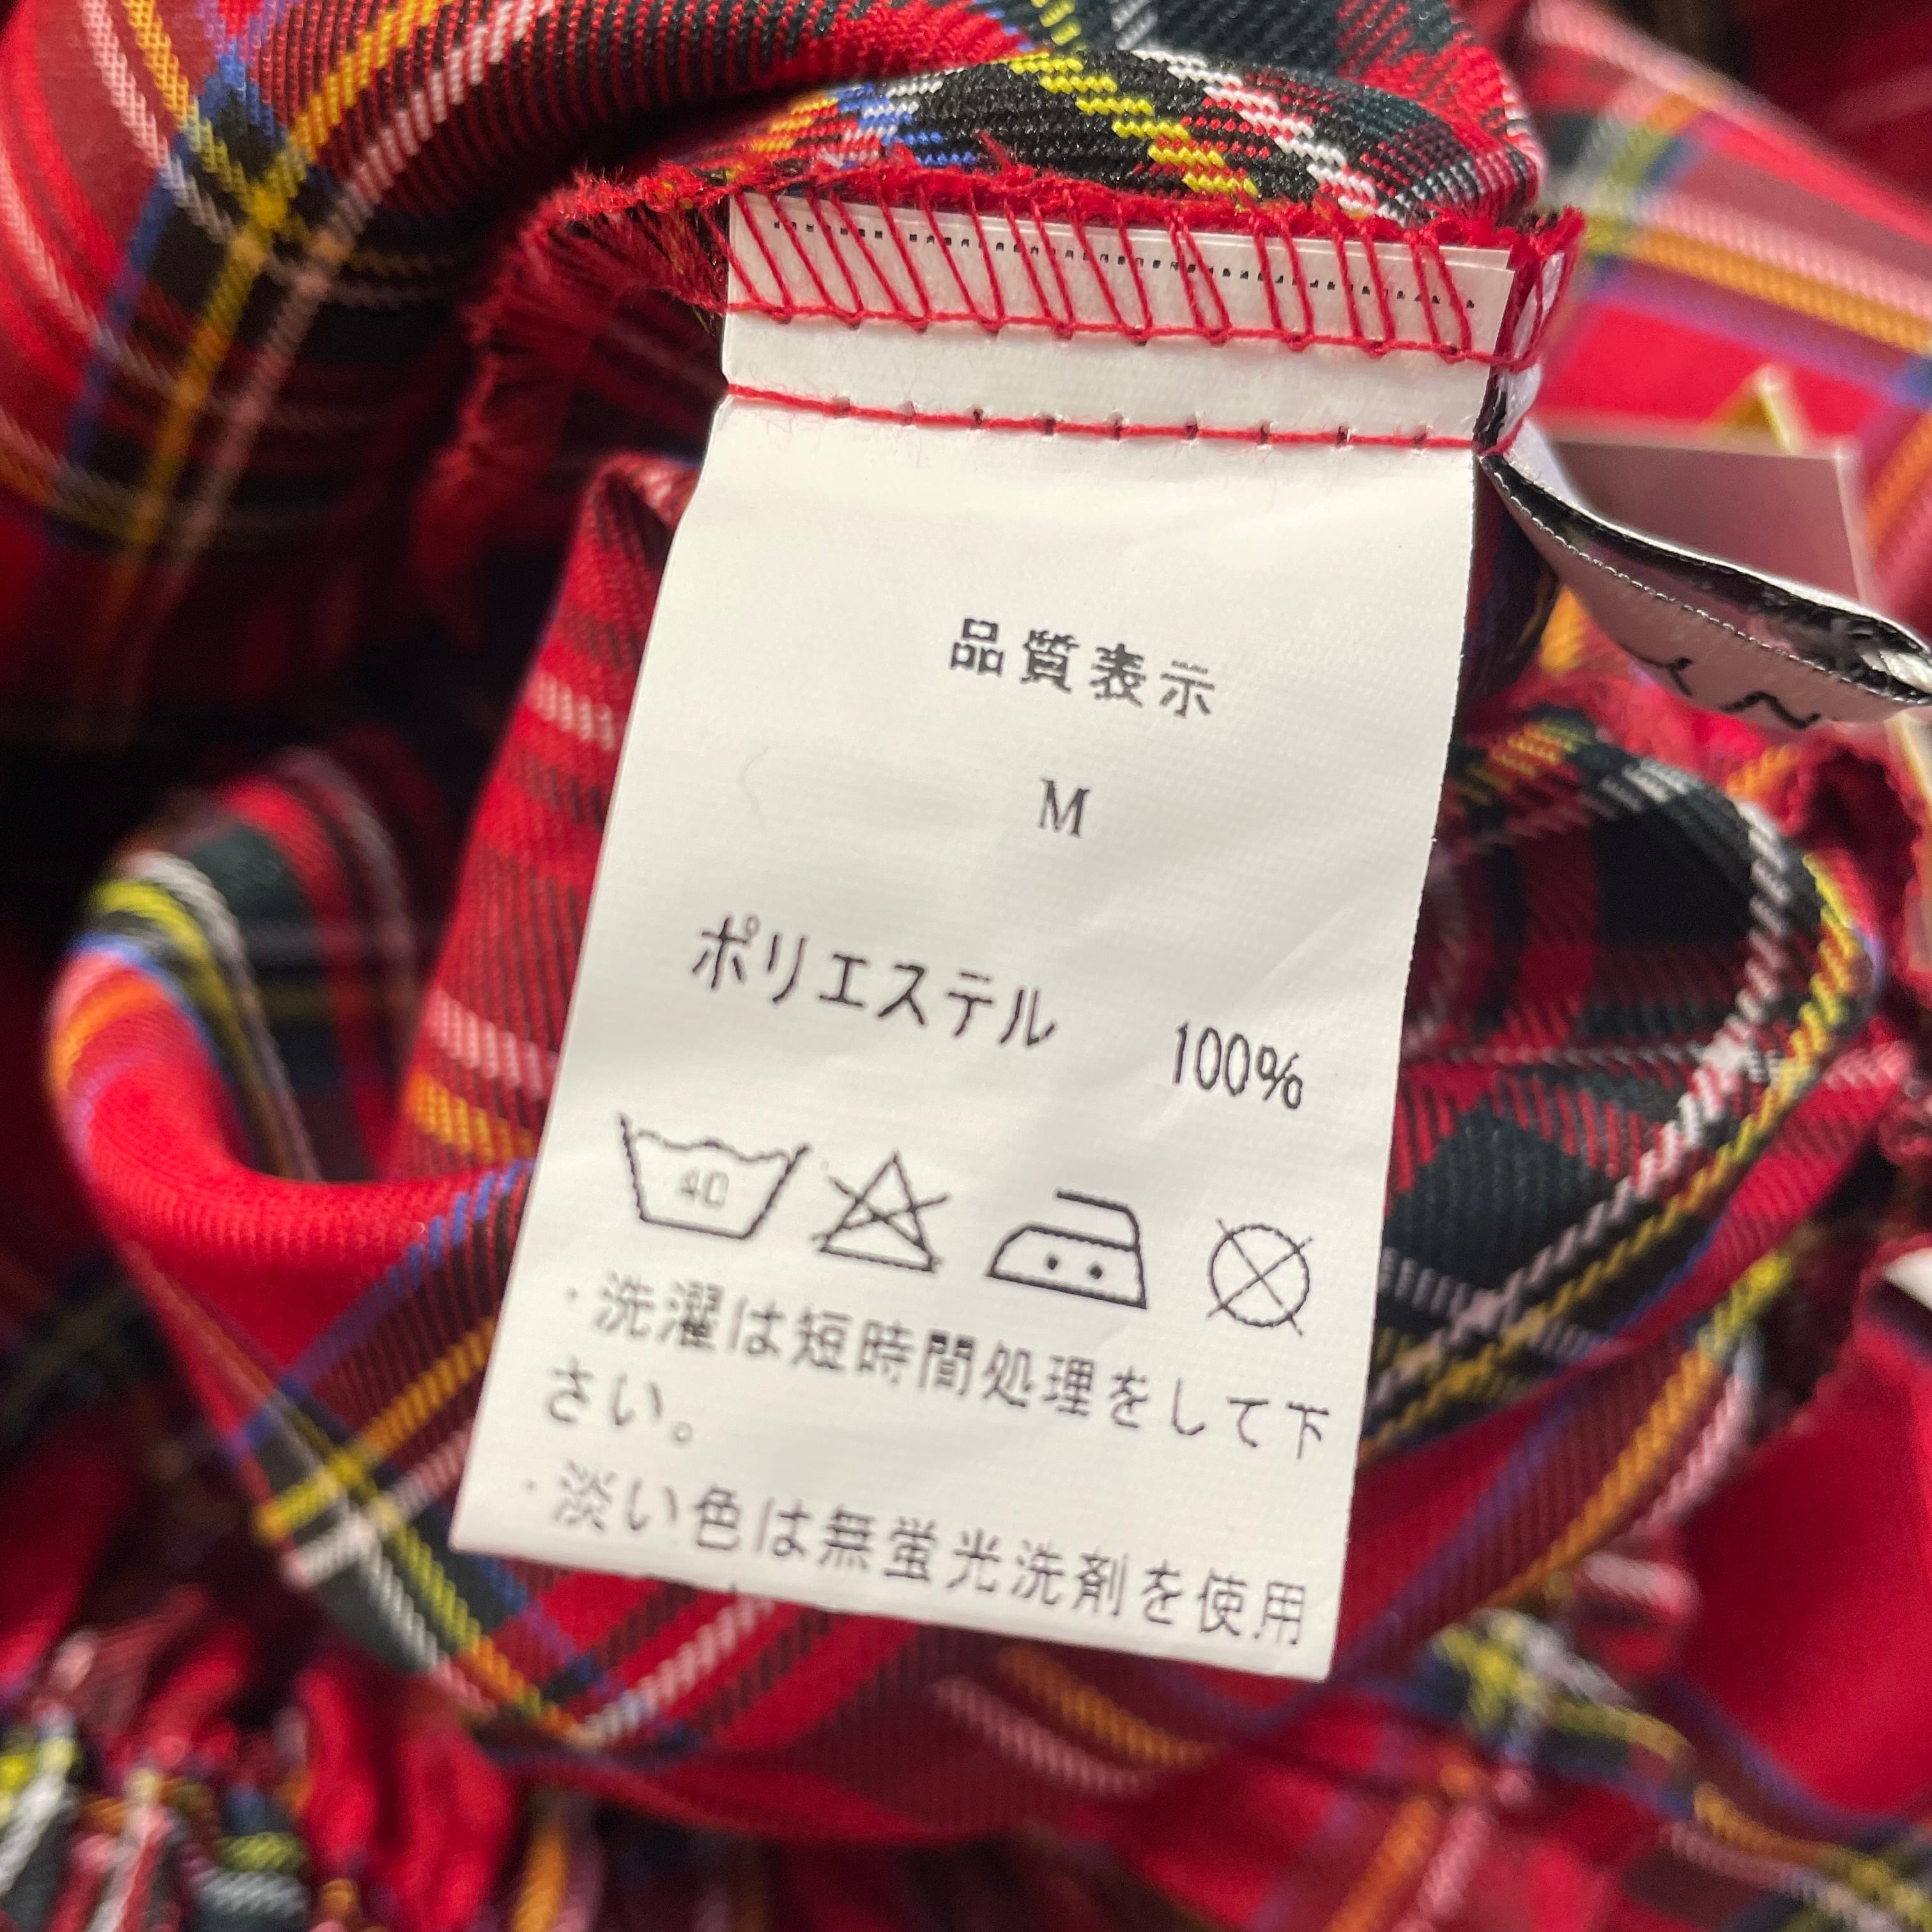 品質表示
M
ポリエステル 100%
40
・洗濯は短時間処理をして下
さい。
・淡い色は無蛍光洗剤を使用